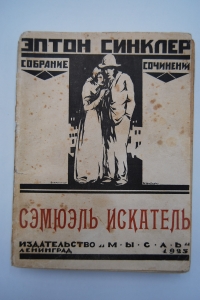 ЭПТОН СИНКЛЕР
СОБРАНИЕ СОЧИНЕНИЙ
СЭМЮЭЛЬ ИСКАТЕЛЬ
ИЗДАТЕЛЬСТВО „М·Ы·С·Л·Ь"
ЛЕНИНГРАД